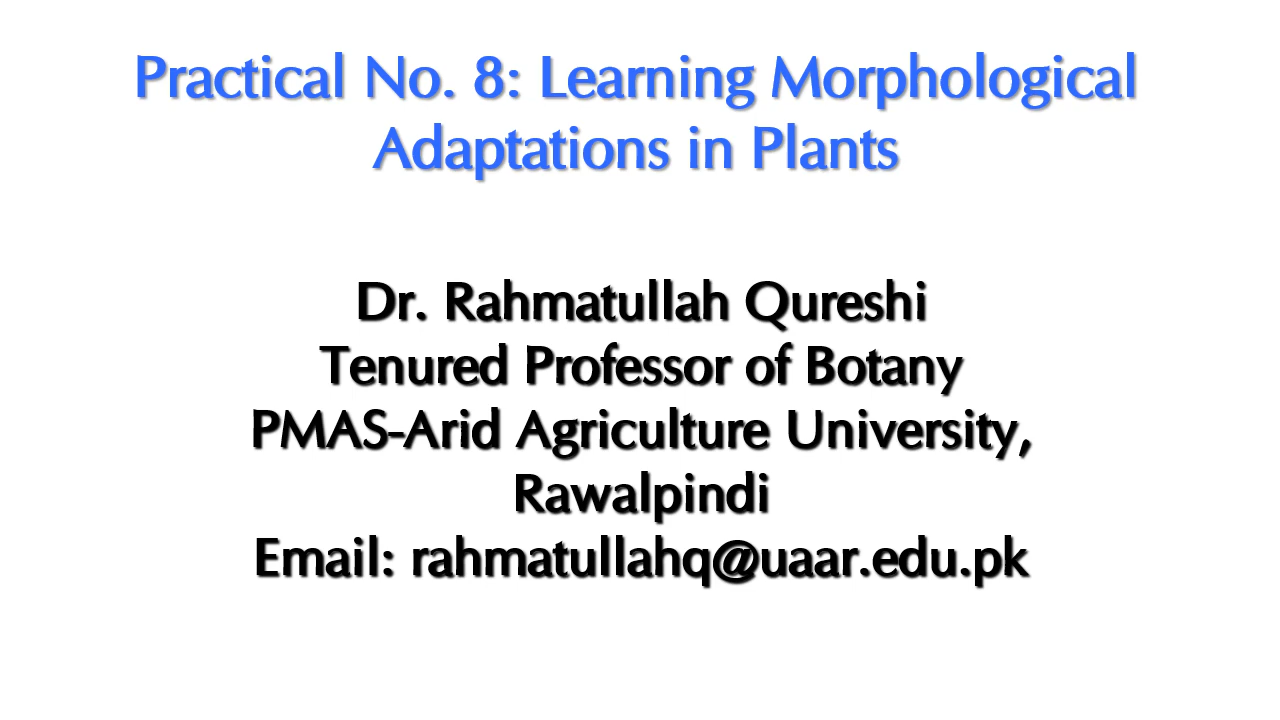 Practical No. 8: Learning Morphological
Adaptations in Plants
Dr. Rahmatullah Qureshi
Tenured Professor of Botany
PMAS-Arid Agriculture University,
Rawalpindi
Email: rahmatullahq@uaar.edu.pk